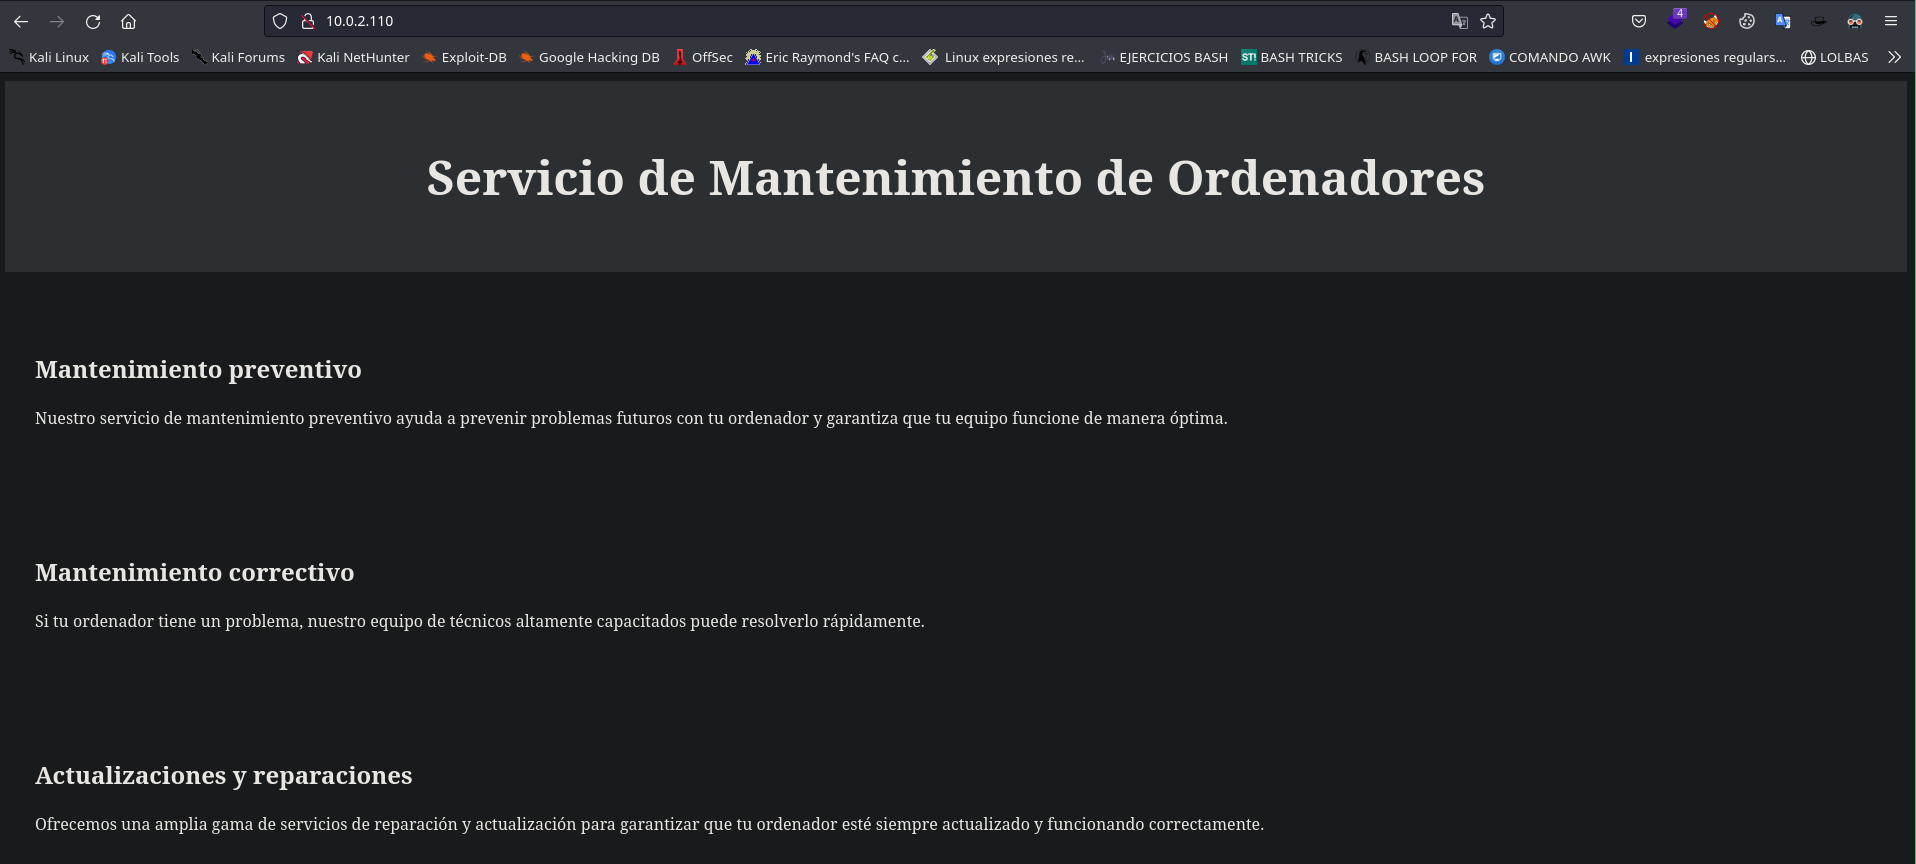 10.0.2.110
4
Kali Linux Kali Tools Kali Forums Kali NetHunter Exploit-DB Google Hacking DB OffSec Eric Raymond's FAQ c... Linux expresiones re... EJERCICIOS BASH ST! BASH TRICKS BASH LOOP FOR COMANDO AWK I expresiones regulars... LOLBAS
Servicio de Mantenimiento de Ordenadores
Mantenimiento preventivo
Nuestro servicio de mantenimiento preventivo ayuda a prevenir problemas futuros con tu ordenador y garantiza que tu equipo funcione de manera óptima.
Mantenimiento correctivo
Si tu ordenador tiene un problema, nuestro equipo de técnicos altamente capacitados puede resolverlo rápidamente.
Actualizaciones y reparaciones
Ofrecemos una amplia gama de servicios de reparación y actualización para garantizar que tu ordenador esté siempre actualizado y funcionando correctamente.